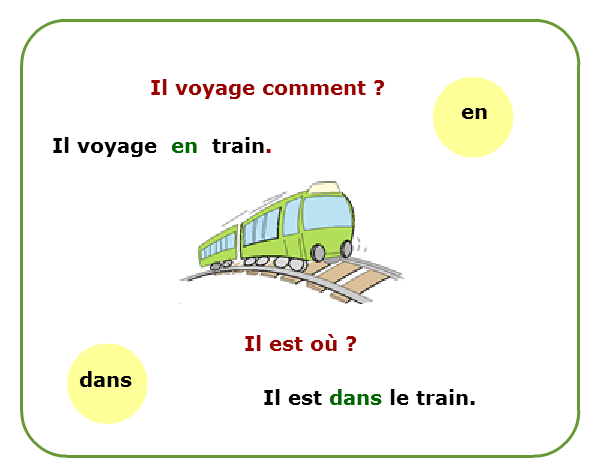 Il voyage comment ?
en
Il voyage en train.
Il est où ?
dans
Il est dans le train.